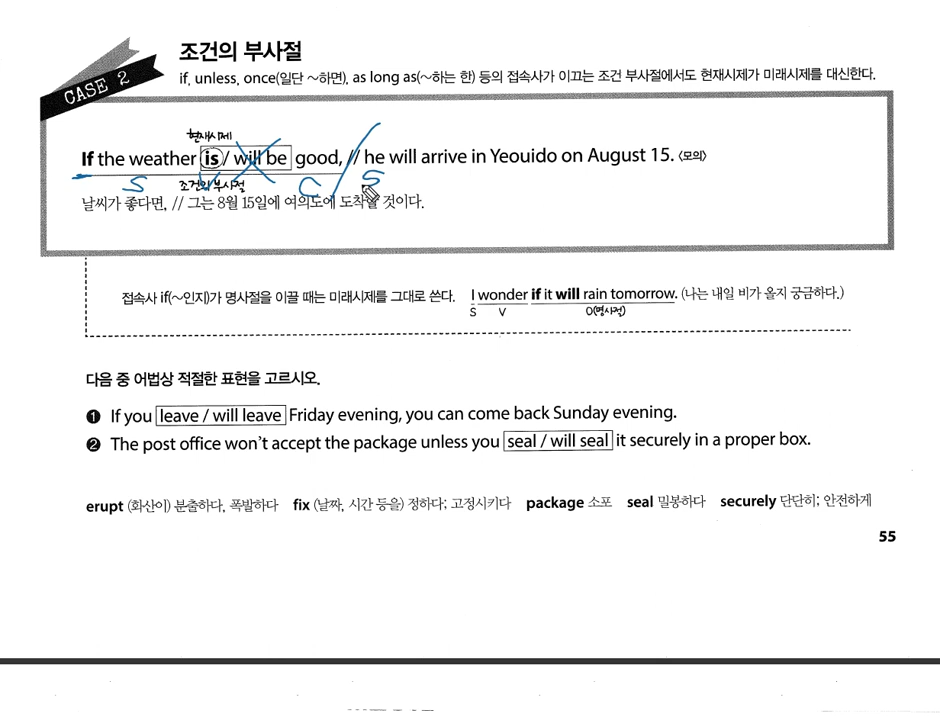 조건의 부사절
CASE 2
if, unless, once(일단 ~하면), as long as(~하는 한) 등의 접속사가 이끄는 조건 부사절에서도 현재시제가 미래시제를 대신한다.
현재시제
If the weather is / will be good, // he will arrive in Yeouido on August 15. <모의>
조건의 부사절
S V C S
날씨가 좋다면, // 그는 8월 15일에 여의도에 도착할 것이다.
접속사 if(~인지)가 명사절을 이끌 때는 미래시제를 그대로 쓴다. I wonder if it will rain tomorrow. (나는 내일 비가 올지 궁금하다.)
S V O(명사절)
다음 중 어법상 적절한 표현을 고르시오.
❶ If you leave / will leave Friday evening, you can come back Sunday evening.
❷ The post office won't accept the package unless you seal / will seal it securely in a proper box.
erupt (화산이) 분출하다, 폭발하다 fix (날짜, 시간 등을) 정하다; 고정시키다 package 소포 seal 밀봉하다 securely 단단히; 안전하게
55